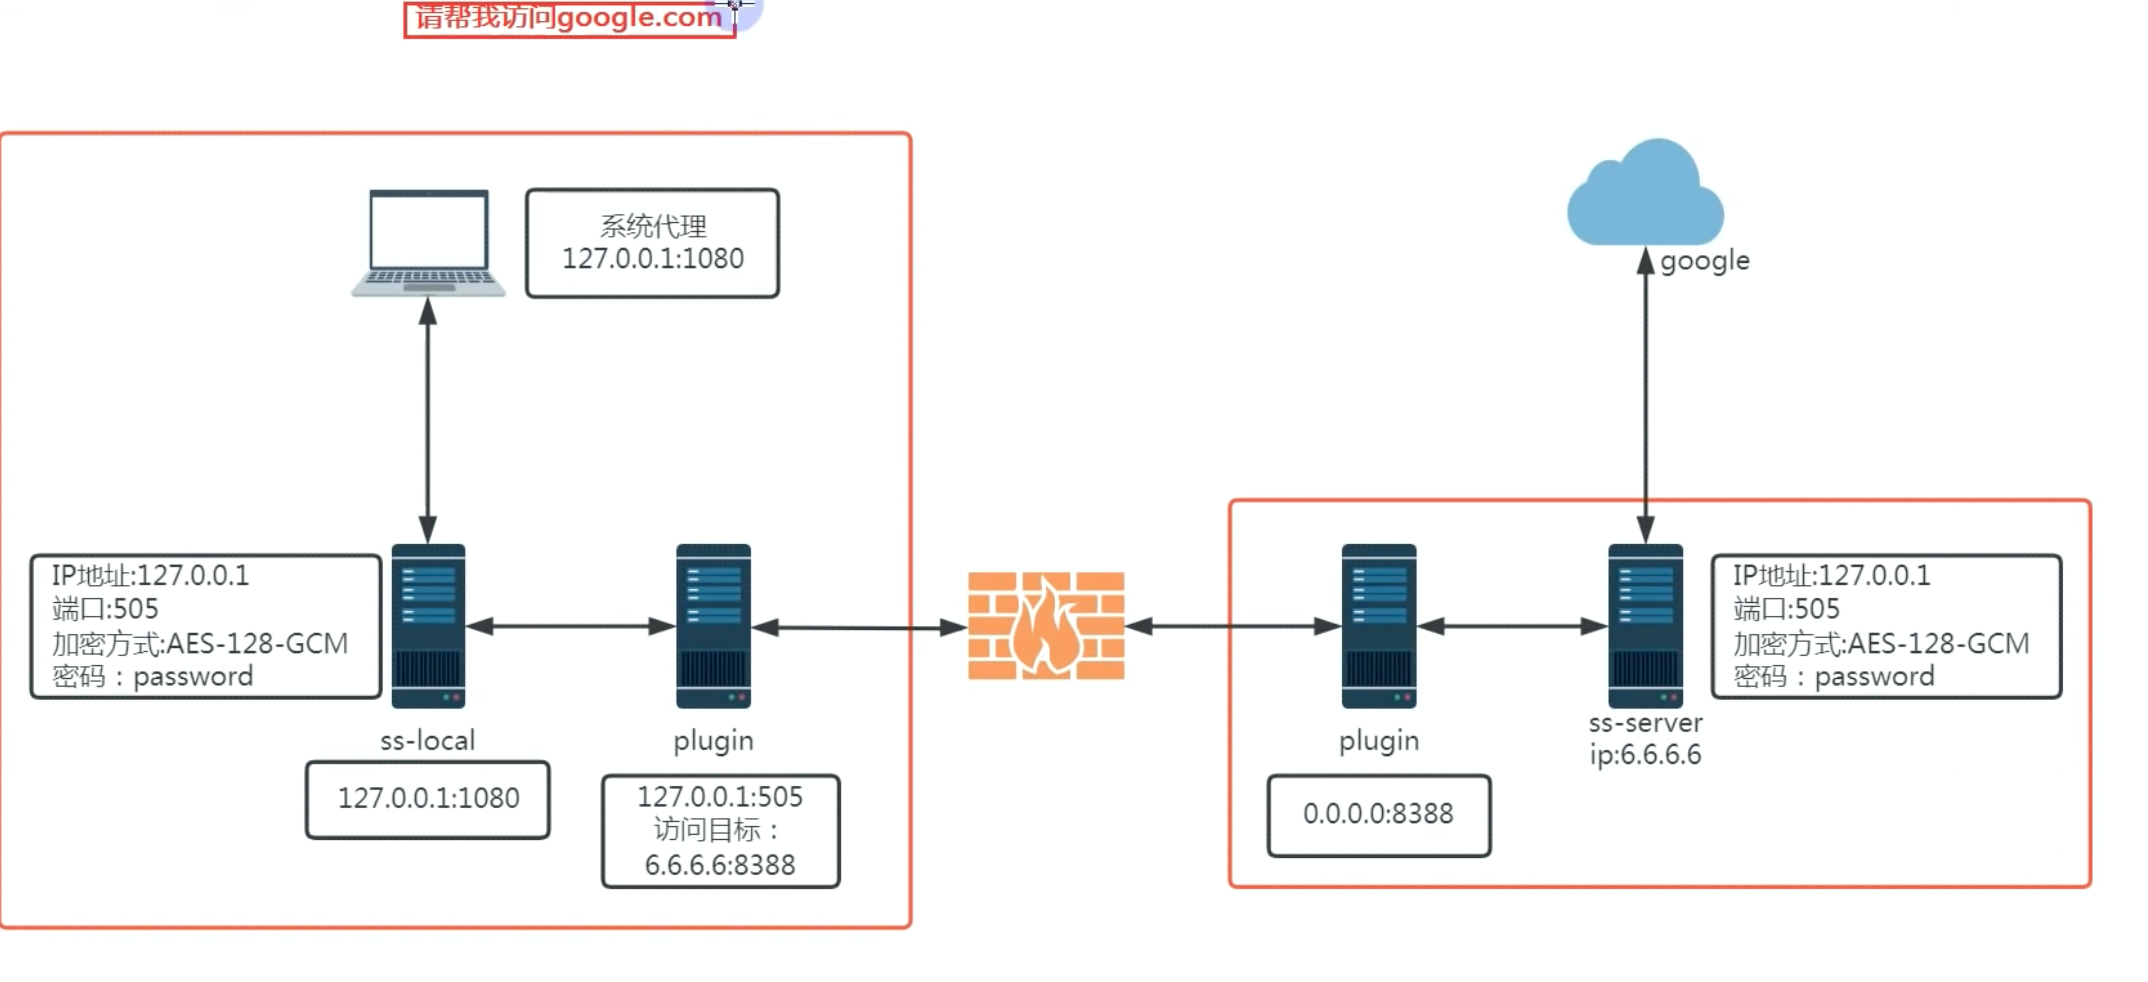 请帮我访问google.com
系统代理
127.0.0.1:1080
google
IP地址:127.0.0.1
端口:505
加密方式:AES-128-GCM
密码：password
ss-local
127.0.0.1:1080
plugin
127.0.0.1:505
访问目标：
6.6.6.6:8388
plugin
0.0.0.0:8388
ss-server
ip:6.6.6.6
IP地址:127.0.0.1
端口:505
加密方式:AES-128-GCM
密码：password